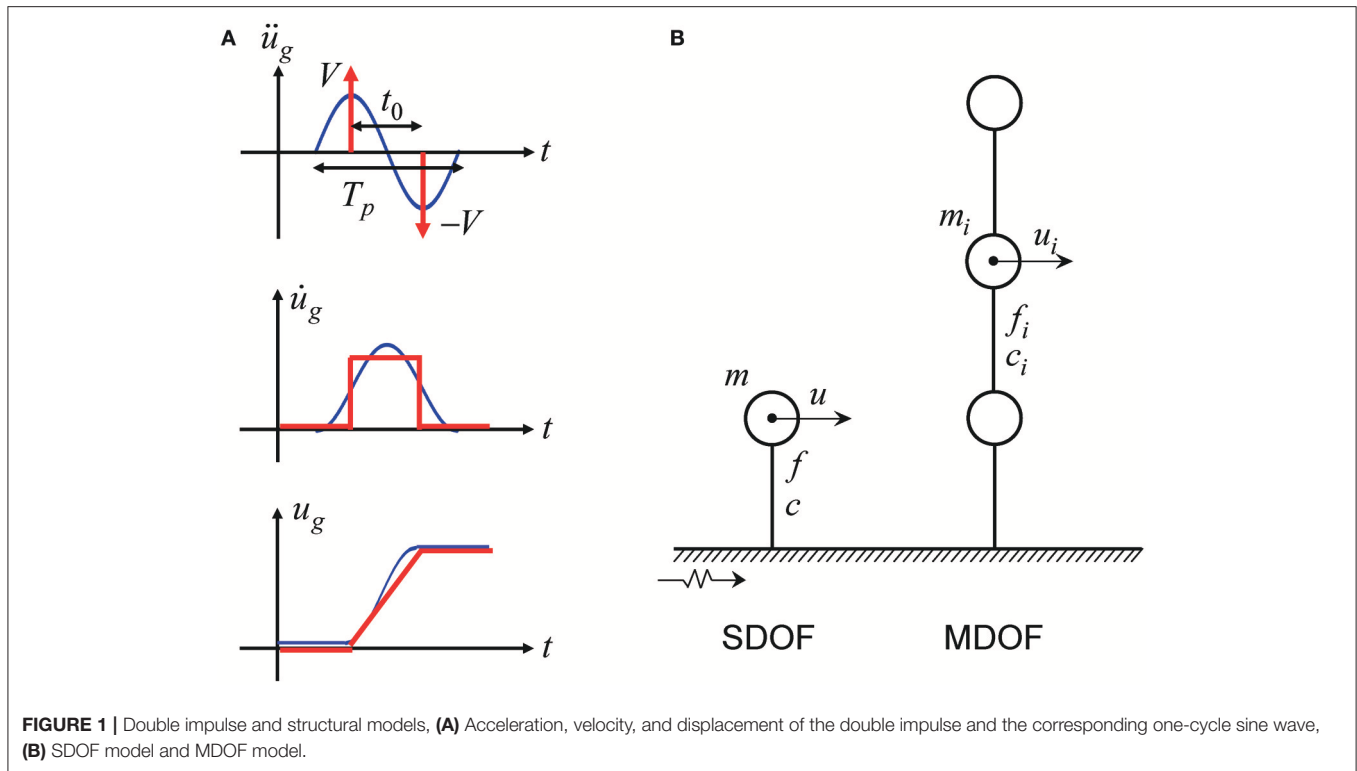 A
B
ü_g
V
t_0
t
T_p
−V
u̇_g
t
u_g
t
m_i
u_i
f_i
c_i
m
u
f
c
SDOF
MDOF
FIGURE 1 | Double impulse and structural models, (A) Acceleration, velocity, and displacement of the double impulse and the corresponding one-cycle sine wave,
(B) SDOF model and MDOF model.